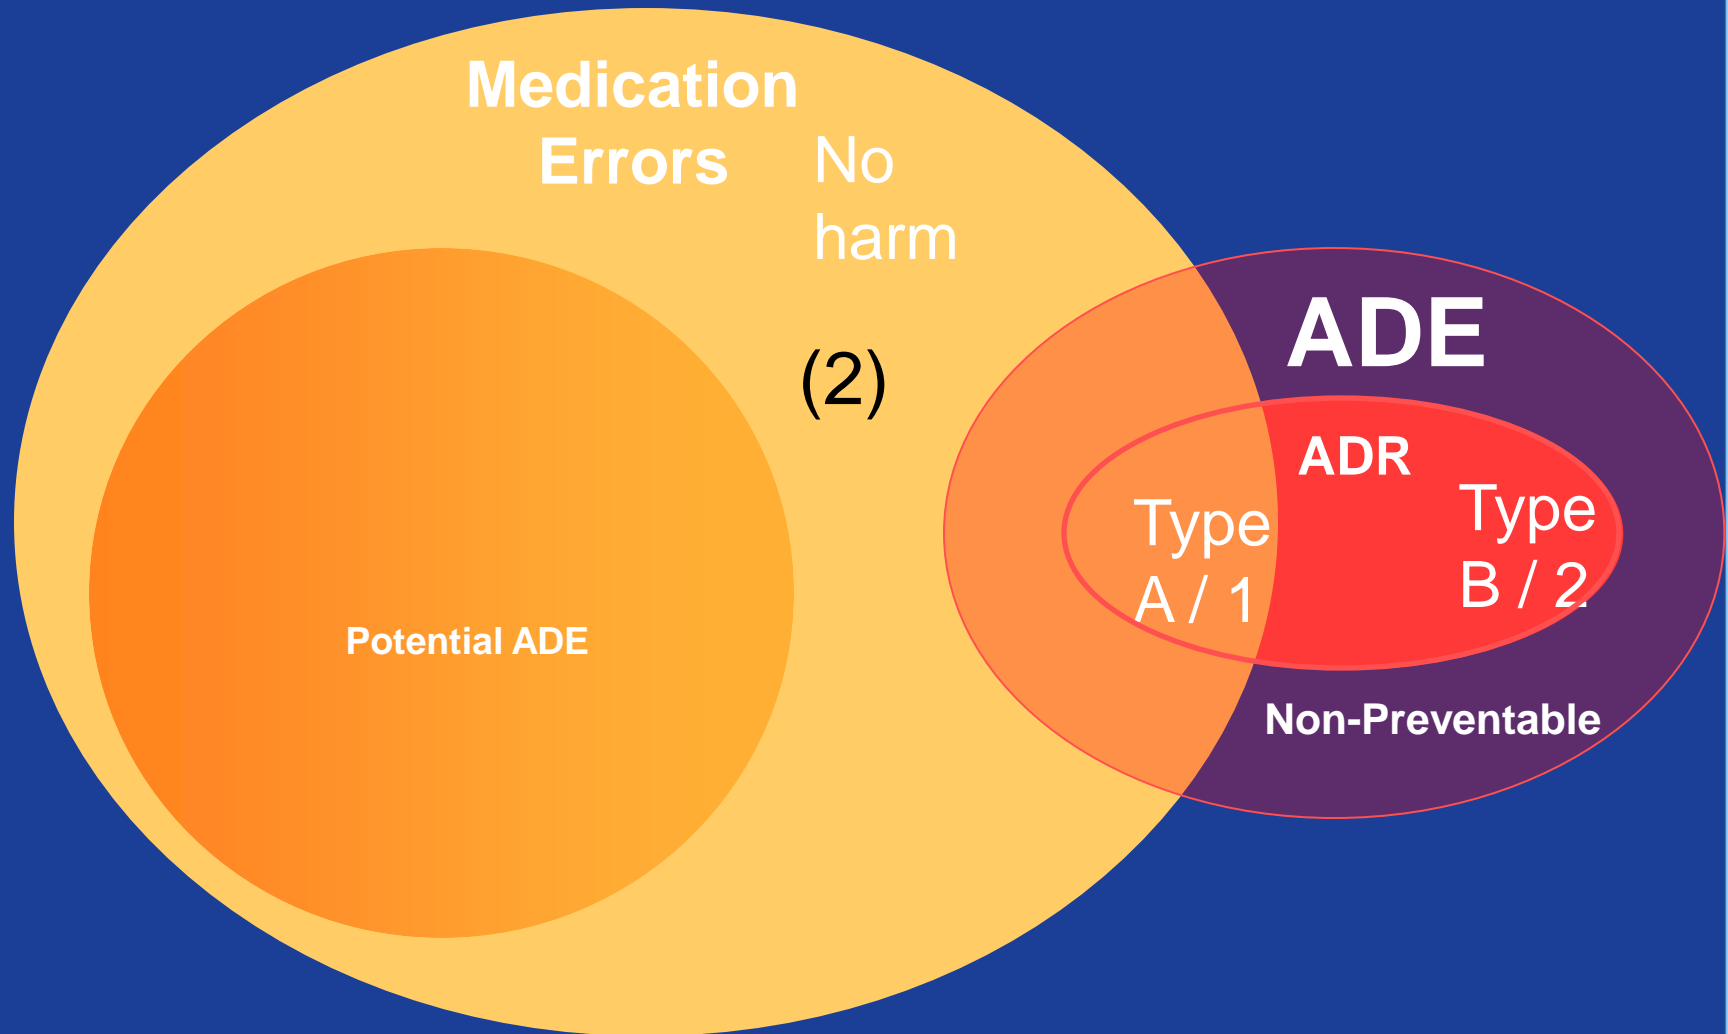 Medication
Errors
No
harm
(2)
ADE
ADR
Type
A / 1
Type
B / 2
Potential ADE
Non-Preventable